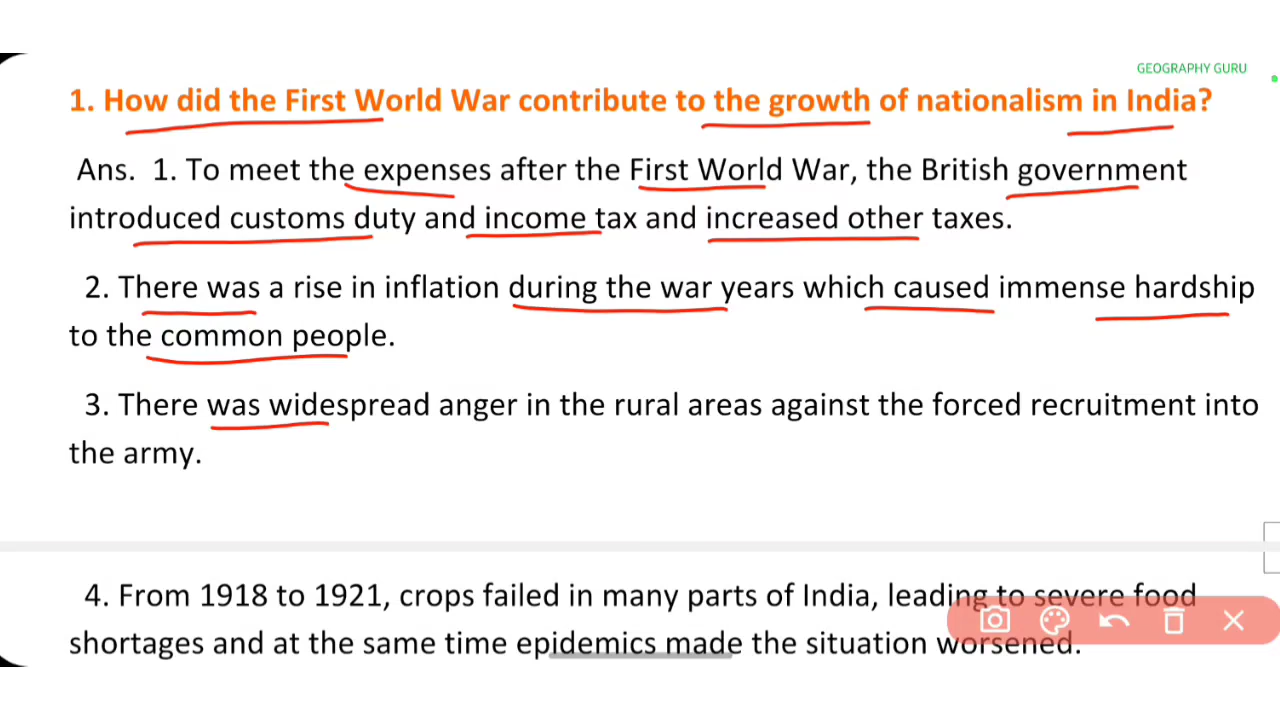 GEOGRAPHY GURU
1. How did the First World War contribute to the growth of nationalism in India?
Ans. 1. To meet the expenses after the First World War, the British government
introduced customs duty and income tax and increased other taxes.
2. There was a rise in inflation during the war years which caused immense hardship
to the common people.
3. There was widespread anger in the rural areas against the forced recruitment into
the army.
4. From 1918 to 1921, crops failed in many parts of India, leading to severe food
shortages and at the same time epidemics made the situation worsened.